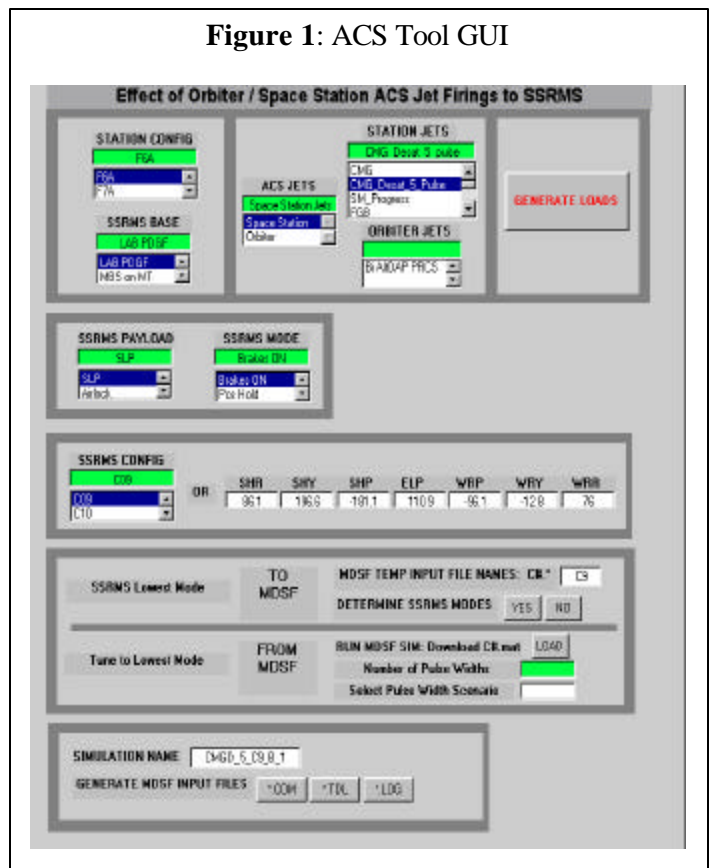 Figure 1: ACS Tool GUI
Effect of Orbiter / Space Station ACS Jet Firings to SSRMS
STATION CONFIG
F6A
F6A
F7A
SSRMS BASE
LAB PDGF
LAB PDGF
MBS on MT
ACS JETS
Space Station Jets
Space Station
Orbiter
STATION JETS
CMG_Desat_5_pulse
CMG
CMG_Desat_5_Pulse
SM_Progress
FGB
ORBITER JETS
PRCS
GENERATE LOADS
SSRMS PAYLOAD
SLP
SLP
Airlock
SSRMS MODE
Brakes ON
Brakes ON
Pos Hold
SSRMS CONFIG
C09
C09
C10
OR
SHR SHY SHP ELP WRP WRY WRR
96.1 196.6 -181.1 110.9 -96.1 -12.8 76
SSRMS Lowest Mode
TO MDSF
MDSF TEMP INPUT FILE NAMES: CB.* C9
DETERMINE SSRMS MODES YES NO
Tune to Lowest Mode
FROM MDSF
RUN MDSF SIM: Download CB.mat LOAD
Number of Pulse Widths
Select Pulse Width Scenario
SIMULATION NAME CMGD_5_C9_B_1
GENERATE MDSF INPUT FILES *.COM *.TDL *.LOG